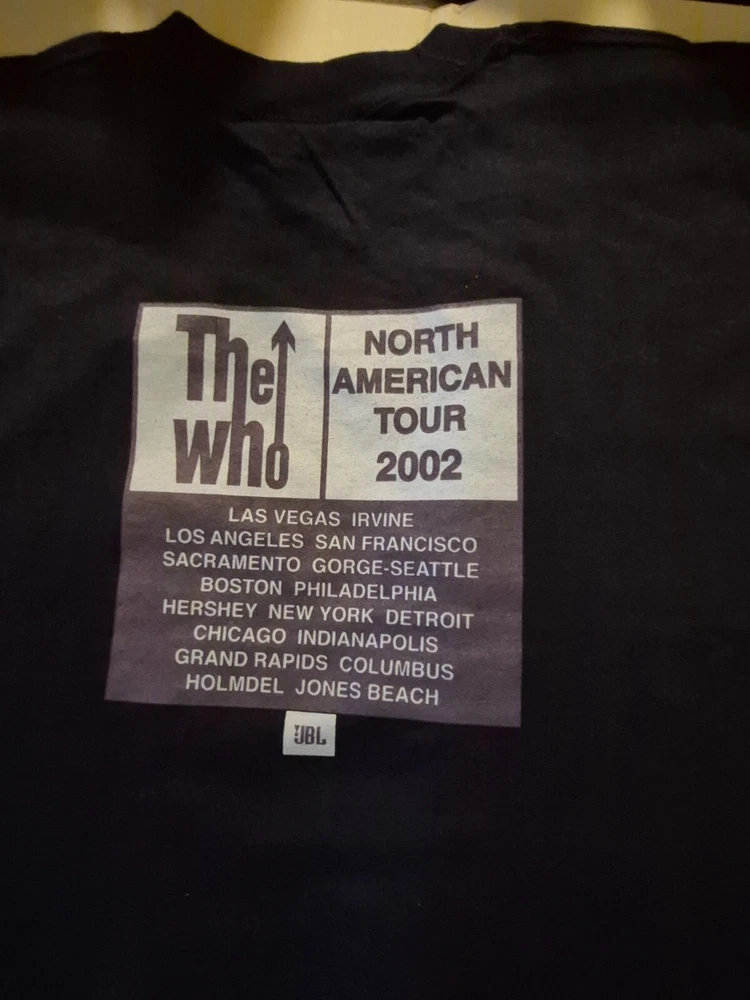 The
Who
NORTH
AMERICAN
TOUR
2002
LAS VEGAS IRVINE
LOS ANGELES SAN FRANCISCO
SACRAMENTO GORGE-SEATTLE
BOSTON PHILADELPHIA
HERSHEY NEW YORK DETROIT
CHICAGO INDIANAPOLIS
GRAND RAPIDS COLUMBUS
HOLMDEL JONES BEACH
JBL